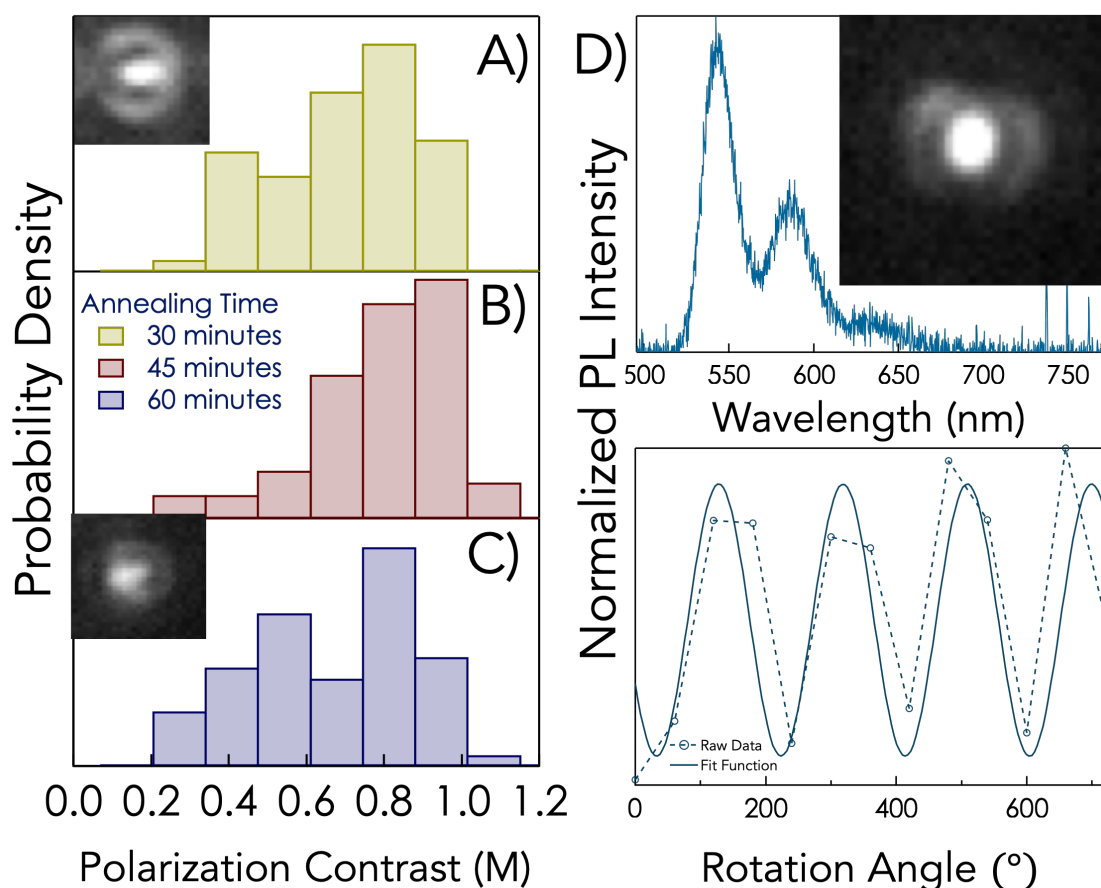 A)
B)
C)
D)
Probability Density
Annealing Time
30 minutes
45 minutes
60 minutes
0.0 0.2 0.4 0.6 0.8 1.0 1.2
Polarization Contrast (M)
Normalized PL Intensity
500 550 600 650 700 750
Wavelength (nm)
Raw Data
Fit Function
0 200 400 600
Rotation Angle (°)